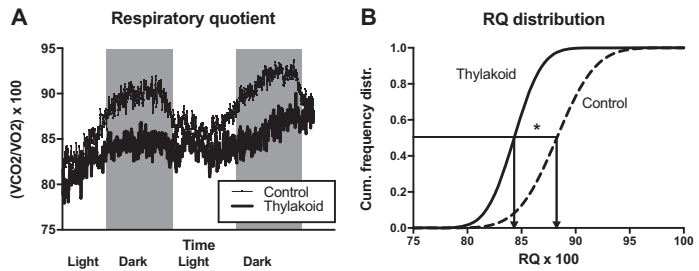 A
Respiratory quotient
(VCO2/VO2) x 100
95
90
85
80
75
Control
Thylakoid
Time
Light Dark Light Dark
B
RQ distribution
Cum. frequency distr.
1.0
0.8
0.6
0.4
0.2
0.0
Thylakoid
Control
*
75 80 85 90 95 100
RQ x 100